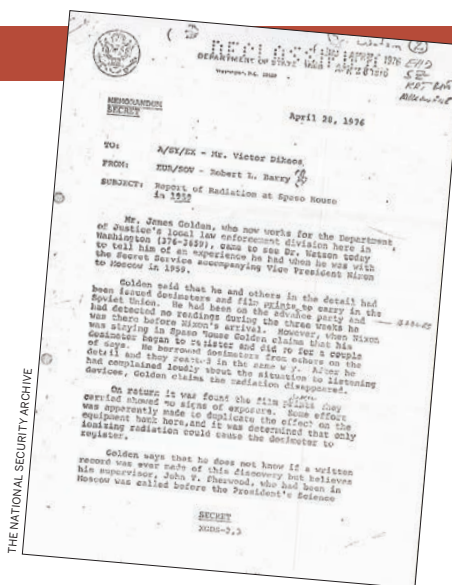 DECLASSIFIED
DEPARTMENT OF STATE
Washington, D.C. 20520
MEMORANDUM
SECRET
April 20, 1976
TO: A/SY/EX - Mr. Victor Dikeos
FROM: EUR/SOV - Robert L. Barry
SUBJECT: Report of Radiation at Spaso House
in 1959
Mr. James Golden, who now works for the Department
of Justice's local law enforcement division here in
Washington (376-3659), came to see Dr. Watson today
to tell him of an experience he had when he was with
the Secret Service accompanying Vice President Nixon
to Moscow in 1959.
Golden said that he and others in the detail had
been issued dosimeters and film prints to carry in the
Soviet Union. He had been on the advance party and
had detected no readings during the three weeks he
was there before Nixon's arrival. However, when Nixon
was staying in Spaso House Golden claims that his
dosimeter began to register and did so for a couple
of days. He borrowed dosimeters from others on the
detail and they reacted in the same way. After he
had complained loudly about the situation to listening
devices, Golden claims the radiation disappeared.
On return it was found the film prints they
carried showed no signs of exposure. Some effort
was apparently made to duplicate the effect on the
equipment back here, and it was determined that only
ionizing radiation could cause the dosimeter to
register.
Golden says that he does not know if a written
record was ever made of this discovery but believes
his supervisor, John T. Sherwood, who had been in
Moscow was called before the President's Science
SECRET
XGDS-2,3
THE NATIONAL SECURITY ARCHIVE